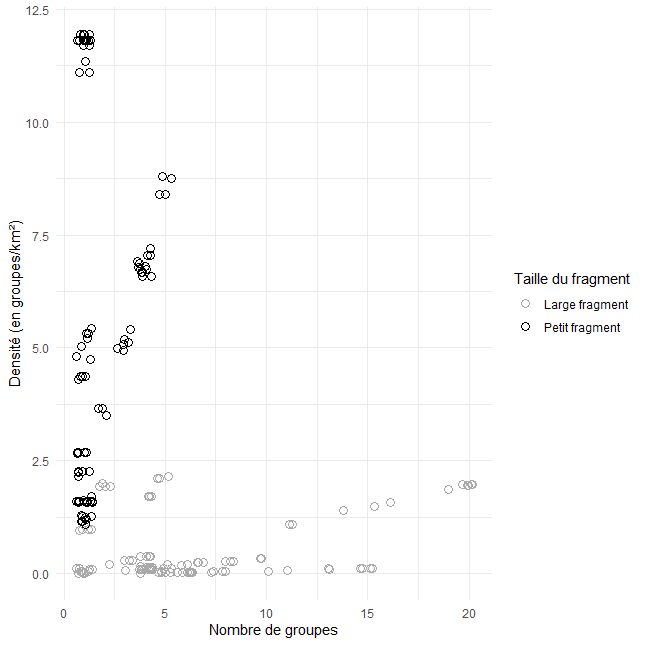 12.5
10.0
7.5
5.0
2.5
0.0
Densité (en groupes/km²)
0
5
10
15
20
Nombre de groupes
Taille du fragment
Large fragment
Petit fragment